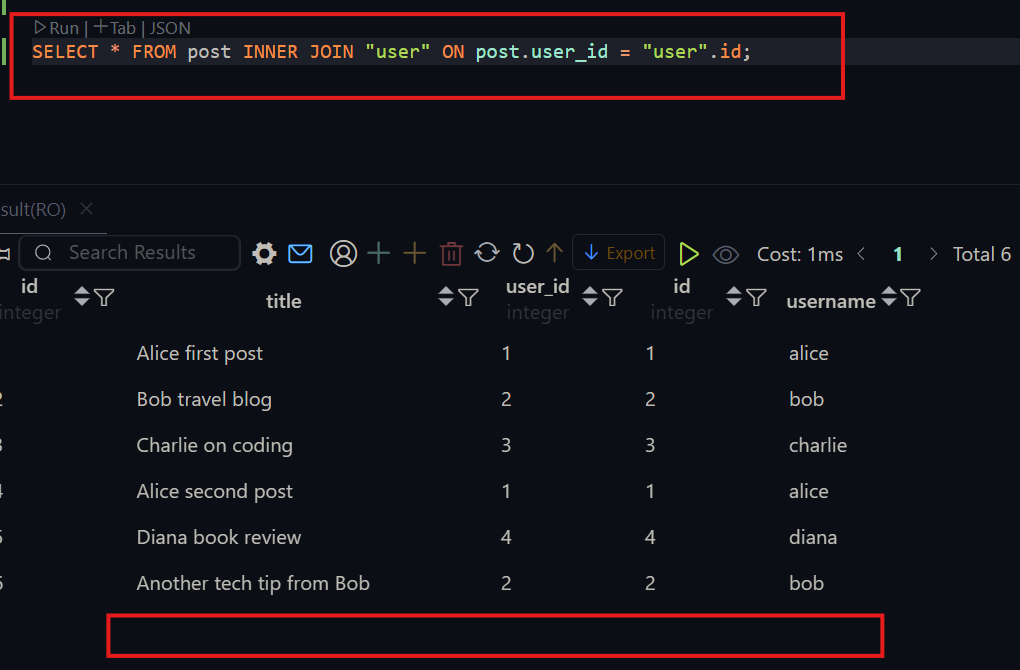 Run | Tab | JSON
SELECT * FROM post INNER JOIN "user" ON post.user_id = "user".id;
sult(RO)
Search Results Export Cost: 1ms 1 Total 6
id integer title user_id integer id integer username
Alice first post 1 1 alice
2 Bob travel blog 2 2 bob
3 Charlie on coding 3 3 charlie
4 Alice second post 1 1 alice
5 Diana book review 4 4 diana
6 Another tech tip from Bob 2 2 bob